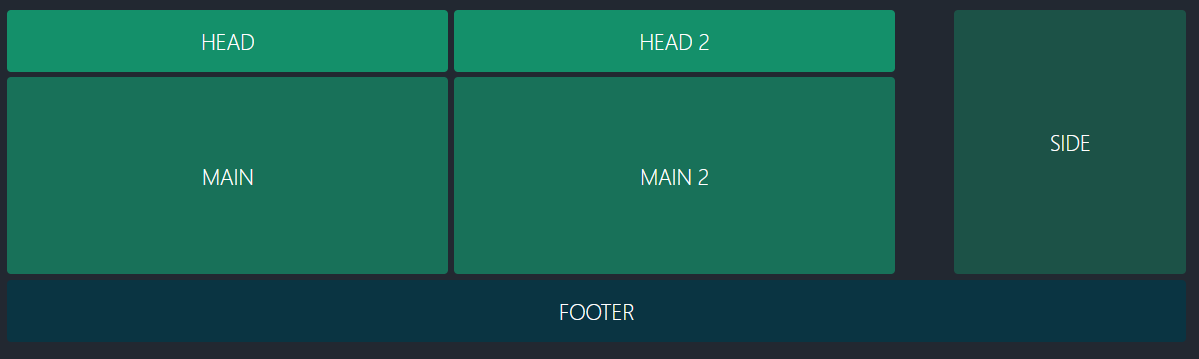 HEAD
HEAD 2
SIDE
MAIN
MAIN 2
FOOTER